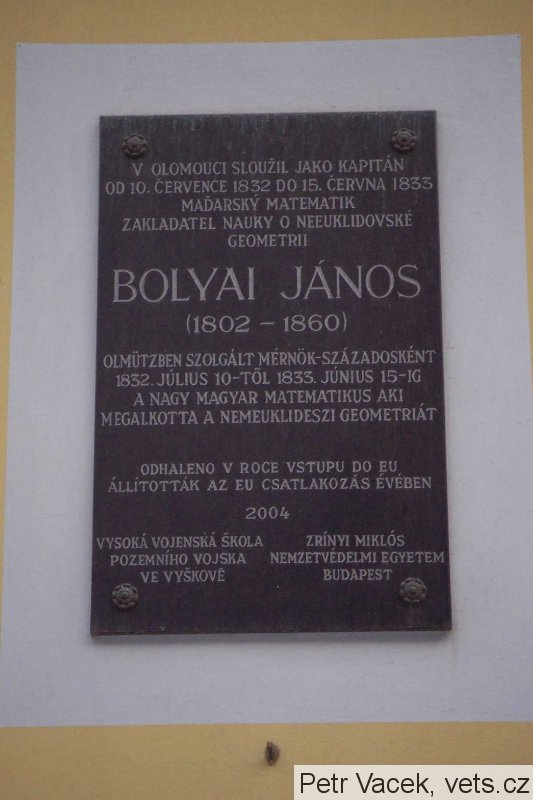 V OLOMOUCI SLOUŽIL JAKO KAPITÁN
OD 10. ČERVENCE 1832 DO 15. ČERVNA 1833
MAĎARSKÝ MATEMATIK
ZAKLADATEL NAUKY O NEEUKLIDOVSKÉ
GEOMETRII
BOLYAI JÁNOS
(1802 – 1860)
OLMÜTZBEN SZOLGÁLT MÉRNÖK-SZÁZADOSKÉNT
1832. JÚLIUS 10-TŐL 1833. JÚNIUS 15-IG
A NAGY MAGYAR MATEMATIKUS AKI
MEGALKOTTA A NEMEUKLIDESZI GEOMETRIÁT
ODHALENO V ROCE VSTUPU DO EU
ÁLLÍTOTTÁK AZ EU CSATLAKOZÁS ÉVÉBEN
2004
VYSOKÁ VOJENSKÁ ŠKOLA
POZEMNÍHO VOJSKA
VE VYŠKOVĚ
ZRÍNYI MIKLÓS
NEMZETVÉDELMI EGYETEM
BUDAPEST
Petr Vacek, vets.cz